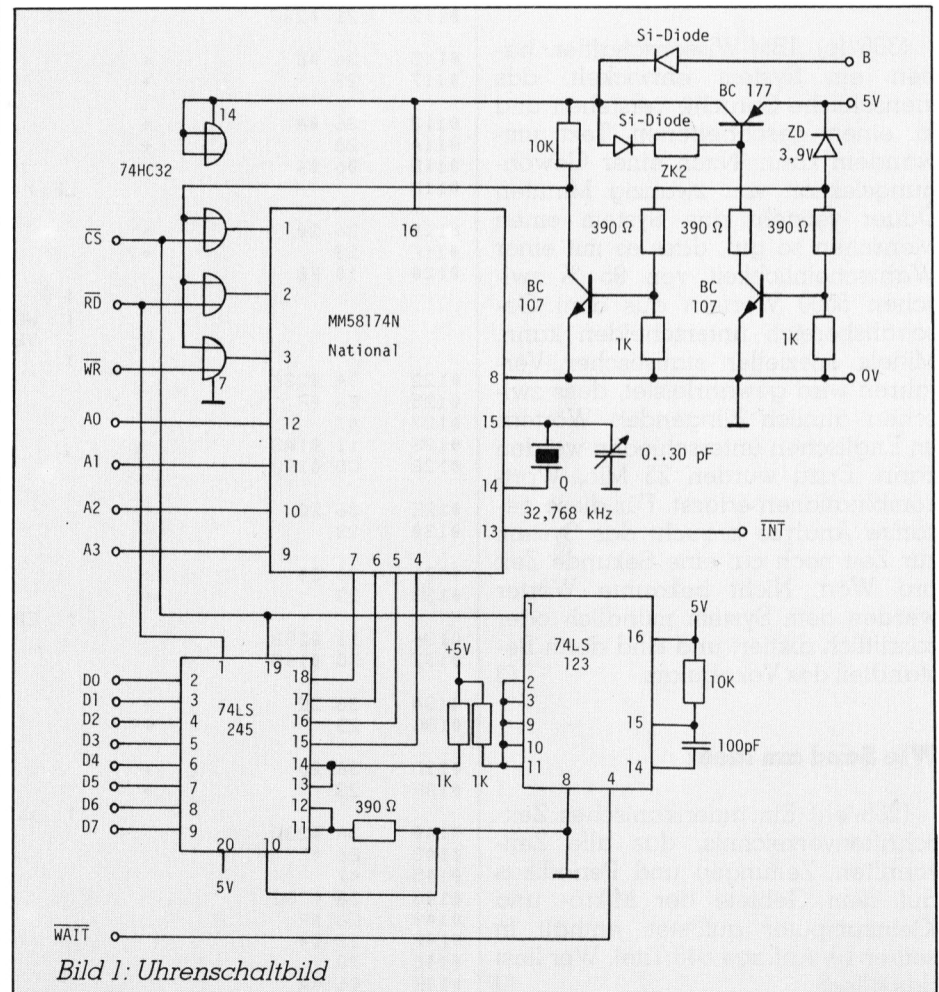 Si-Diode
B
BC 177
5V
14
Si-Diode
ZD
3,9V
10K
ZK2
74HC32
390 Ω
390 Ω
390 Ω
CS
1
16
RD
2
MM58174N
National
BC
107
BC
107
1K
1K
WR
3
7
8
0V
A0
12
15
A1
11
0..30 pF
A2
10
14
Q
32,768 kHz
A3
9
13
INT
7 6 5 4
1
5V
16
+5V
74LS
123
1
19
2
10K
D0
2
18
3
D1
3
74LS
245
17
9
15
D2
4
16
10
100pF
D3
5
15
11
14
D4
6
14
1K
1K
8
4
D5
7
13
D6
8
12
390 Ω
D7
9
11
20
10
5V
WAIT
Bild 1: Uhrenschaltbild